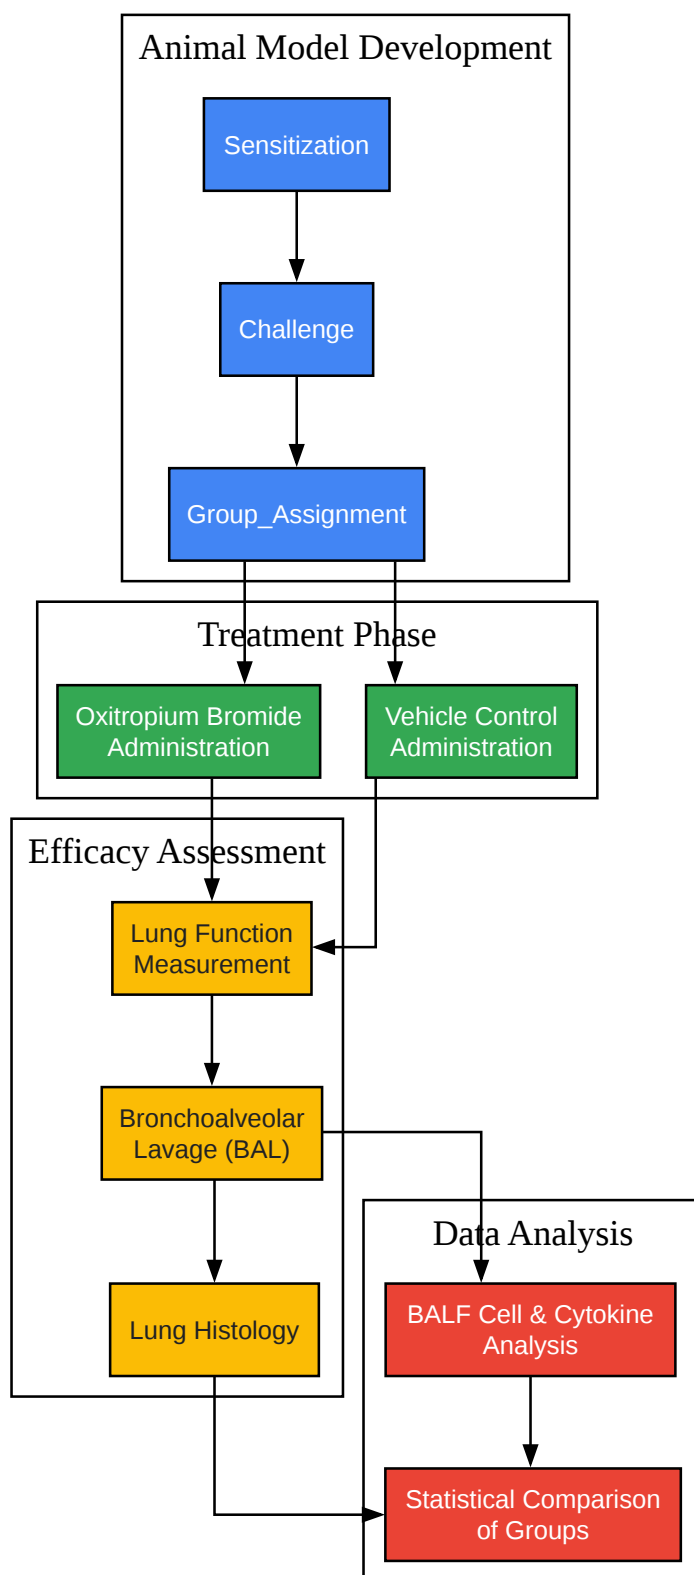 Animal Model Development
Sensitization
Challenge
Group_Assignment
Treatment Phase
Oxitropium Bromide
Administration
Vehicle Control
Administration
Efficacy Assessment
Lung Function
Measurement
Bronchoalveolar
Lavage (BAL)
Lung Histology
Data Analysis
BALF Cell & Cytokine
Analysis
Statistical Comparison
of Groups